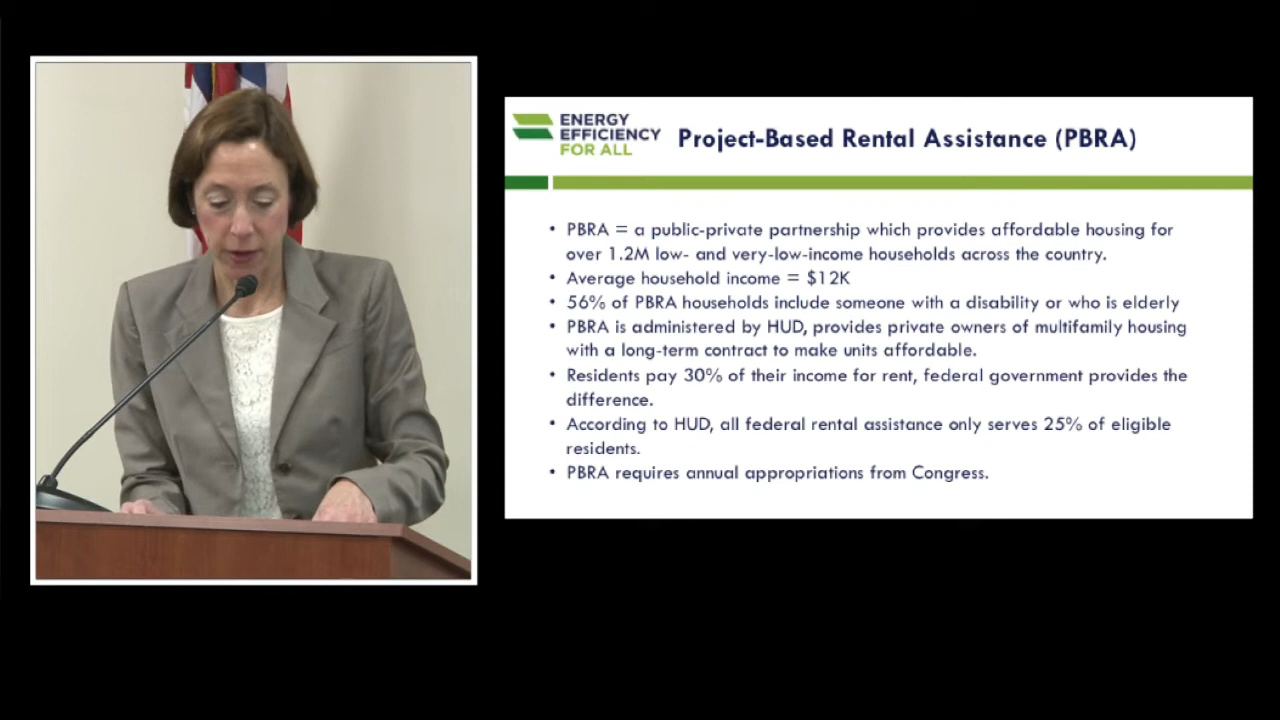 ENERGY
EFFICIENCY
FOR ALL
Project-Based Rental Assistance (PBRA)
• PBRA = a public-private partnership which provides affordable housing for
over 1.2M low- and very-low-income households across the country.
• Average household income = $12K
• 56% of PBRA households include someone with a disability or who is elderly
• PBRA is administered by HUD, provides private owners of multifamily housing
with a long-term contract to make units affordable.
• Residents pay 30% of their income for rent, federal government provides the
difference.
• According to HUD, all federal rental assistance only serves 25% of eligible
residents.
• PBRA requires annual appropriations from Congress.